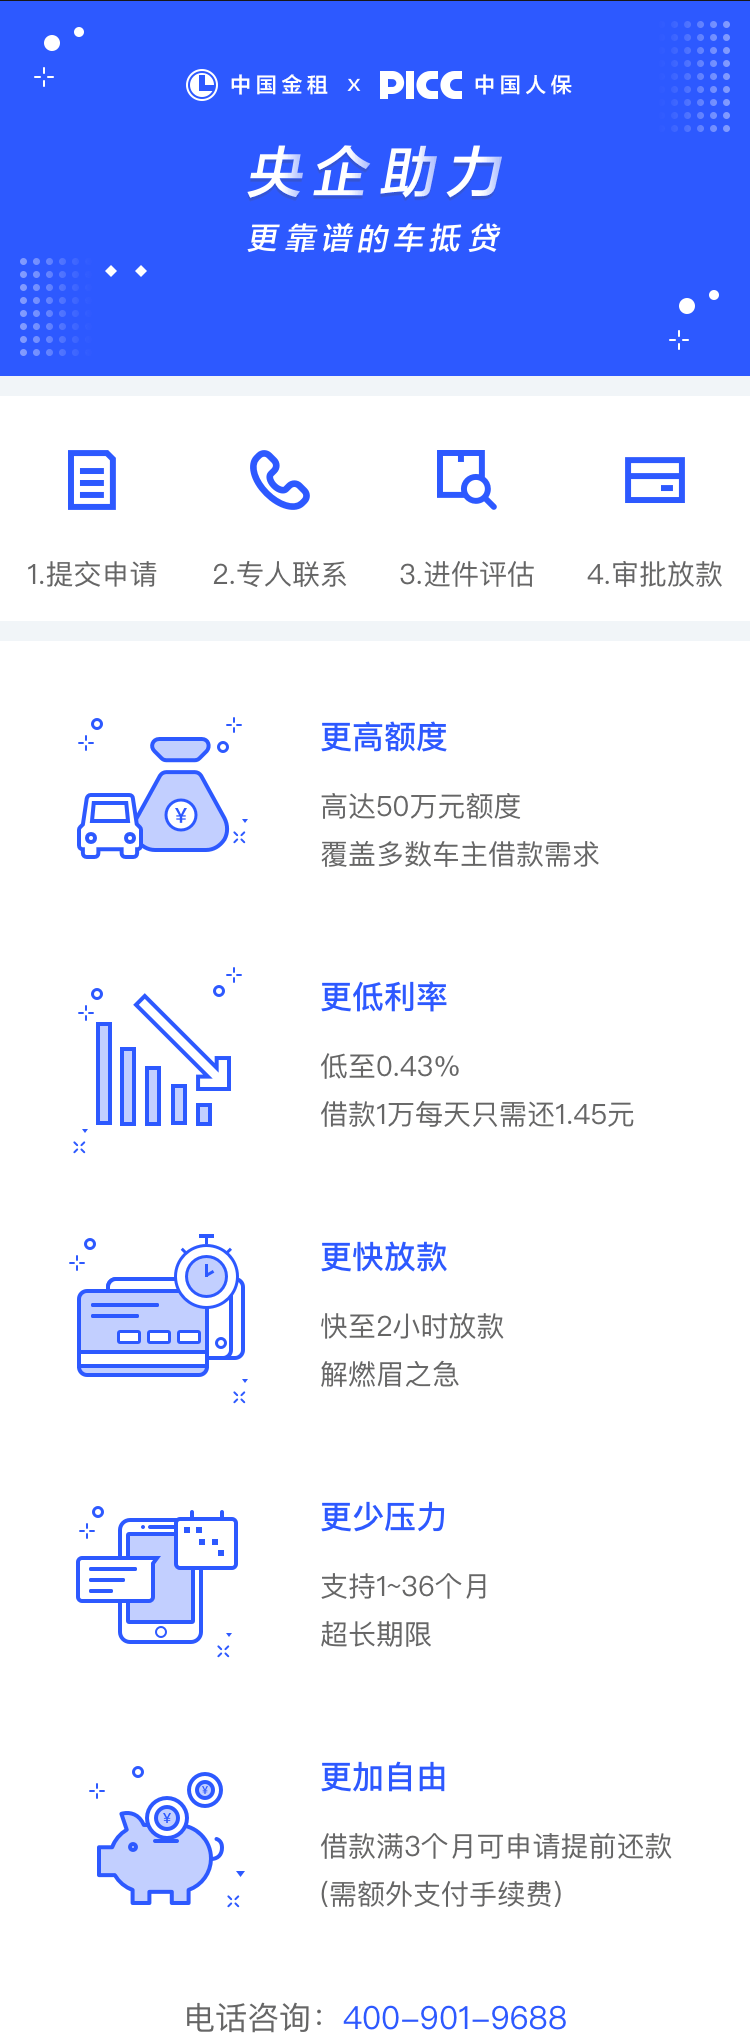 中国金租 x PICC 中国人保
央企助力
更靠谱的车抵贷
1.提交申请
2.专人联系
3.进件评估
4.审批放款
更高额度
高达50万元额度
覆盖多数车主借款需求
¥
更低利率
低至0.43%
借款1万每天只需还1.45元
更快放款
快至2小时放款
解燃眉之急
更少压力
支持1~36个月
超长期限
更加自由
借款满3个月可申请提前还款
(需额外支付手续费)
¥
¥
电话咨询：400-901-9688